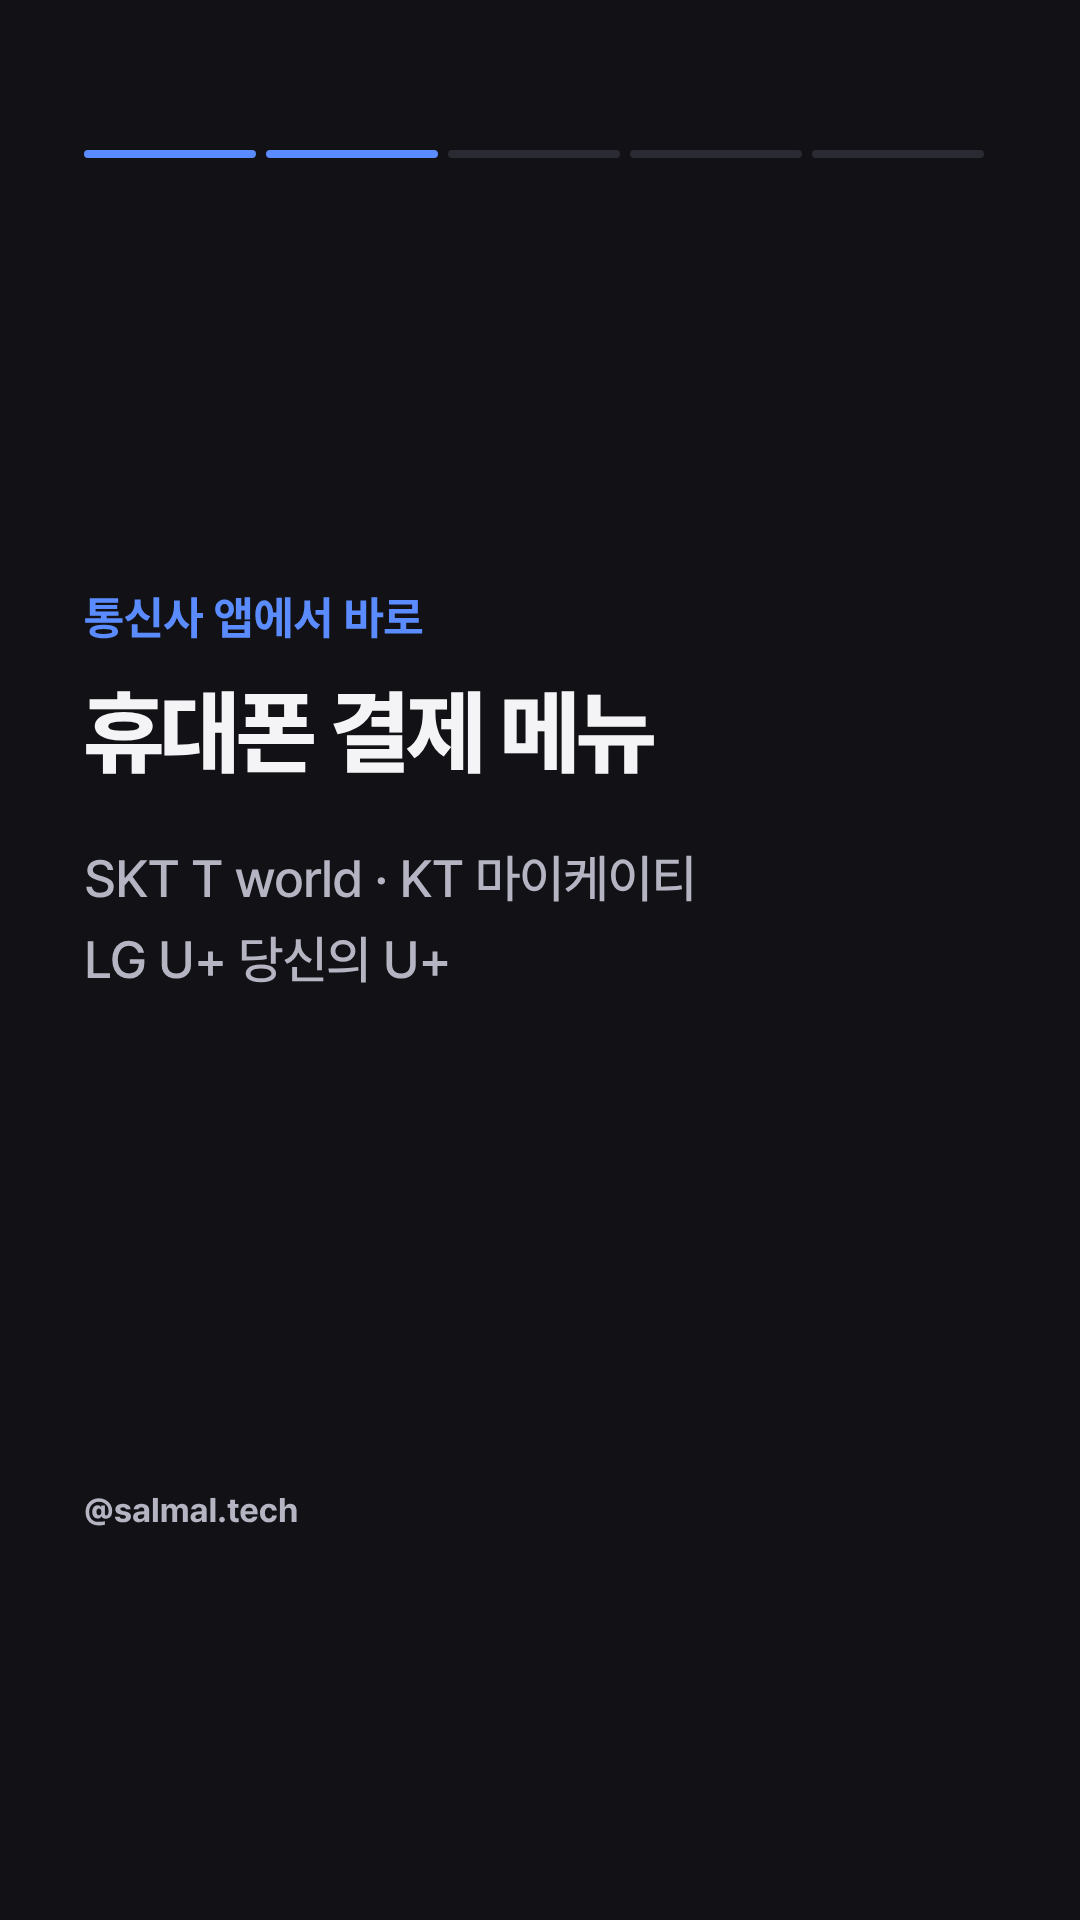 통신사 앱에서 바로
휴대폰 결제 메뉴
SKT T world · KT 마이케이티
LG U+ 당신의 U+
@salmal.tech